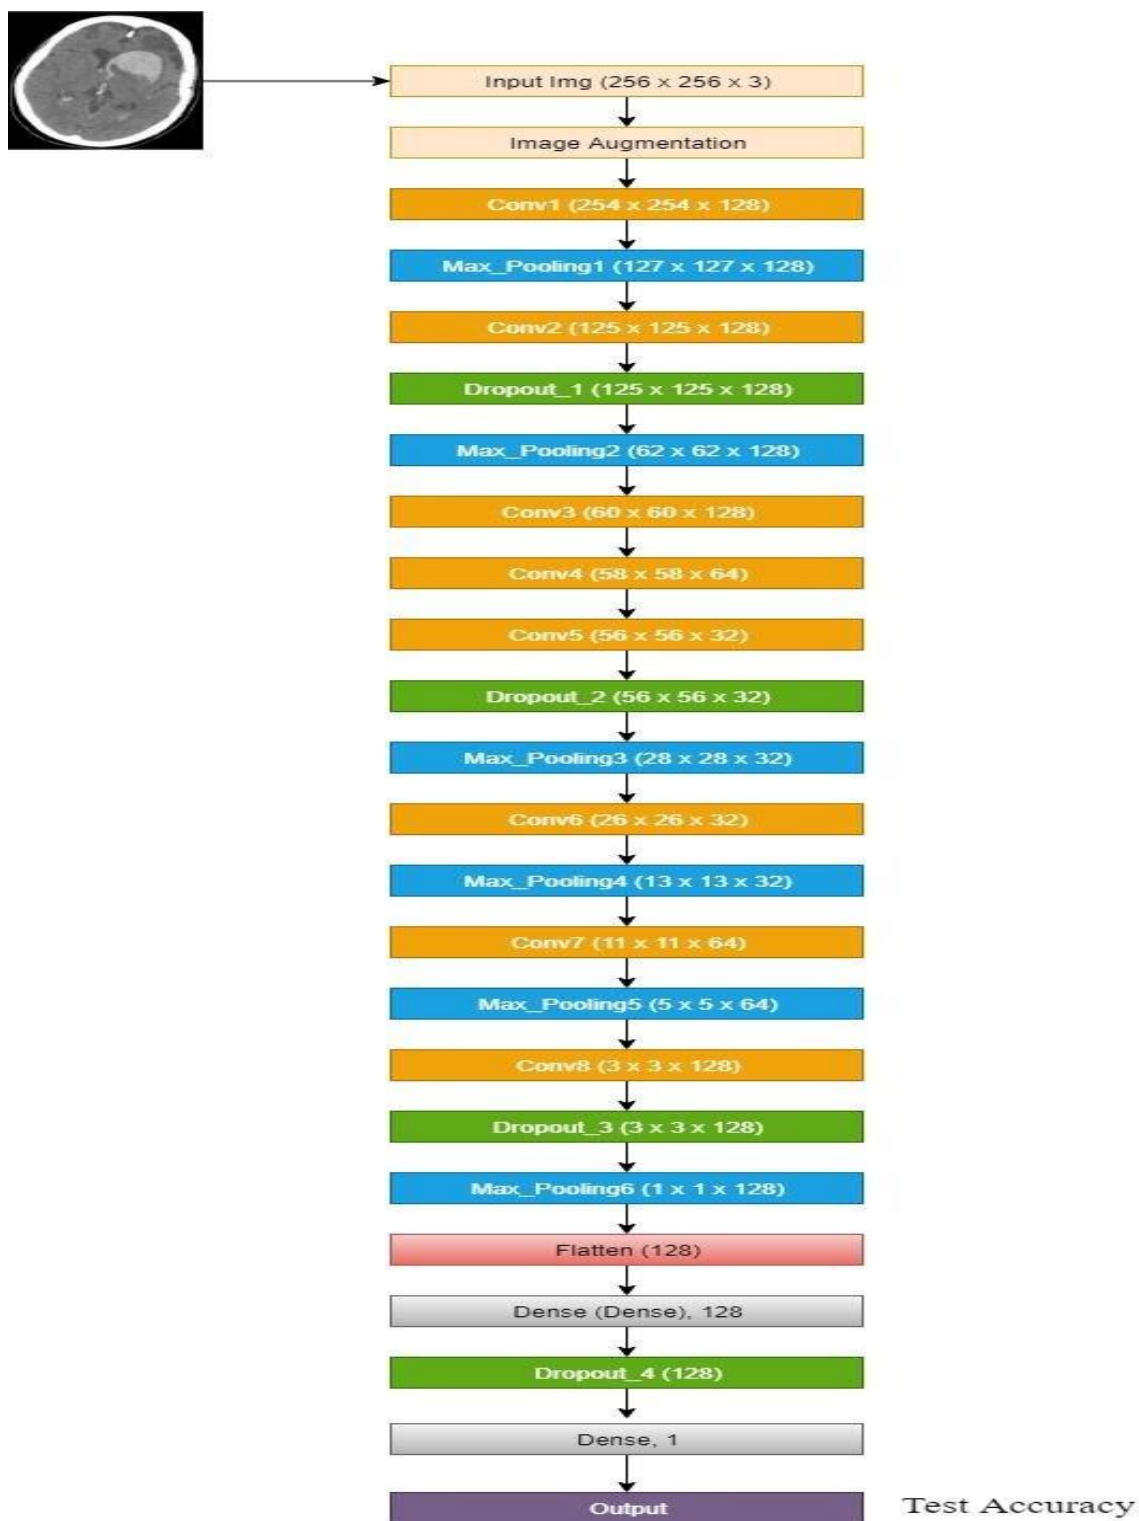 Input Img (256 x 256 x 3)
Image Augmentation
Conv1 (254 x 254 x 128)
Max_Pooling1 (127 x 127 x 128)
Conv2 (125 x 125 x 128)
Dropout_1 (125 x 125 x 128)
Max_Pooling2 (62 x 62 x 128)
Conv3 (60 x 60 x 128)
Conv4 (58 x 58 x 64)
Conv5 (56 x 56 x 32)
Dropout_2 (56 x 56 x 32)
Max_Pooling3 (28 x 28 x 32)
Conv6 (26 x 26 x 32)
Max_Pooling4 (13 x 13 x 32)
Conv7 (11 x 11 x 64)
Max_Pooling5 (5 x 5 x 64)
Conv8 (3 x 3 x 128)
Dropout_3 (3 x 3 x 128)
Max_Pooling6 (1 x 1 x 128)
Flatten (128)
Dense (Dense), 128
Dropout_4 (128)
Dense, 1
Output
Test Accuracy